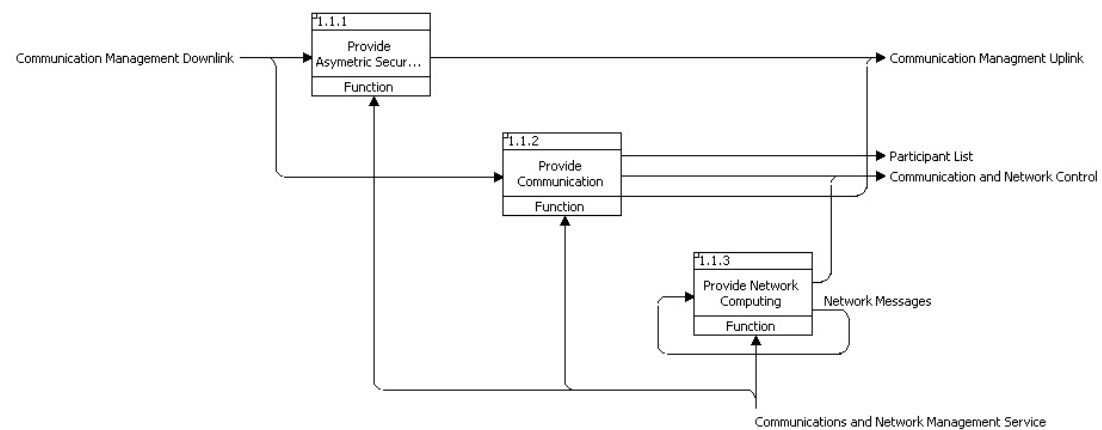 1.1.1
Provide
Asymetric Secur...
Function
Communication Management Downlink
Communication Managment Uplink
1.1.2
Provide
Communication
Function
Participant List
Communication and Network Control
1.1.3
Provide Network
Computing
Function
Network Messages
Communications and Network Management Service